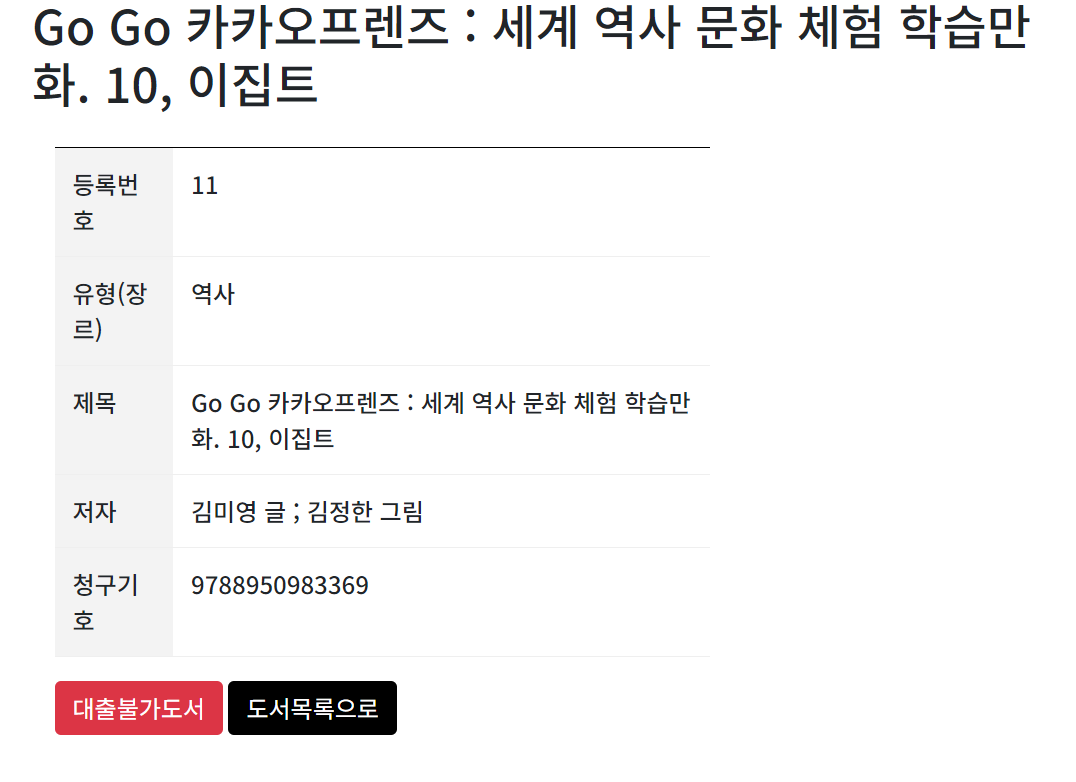 Go Go 카카오프렌즈 : 세계 역사 문화 체험 학습만
화. 10, 이집트
등록번
호
11
유형(장
르)
역사
제목
Go Go 카카오프렌즈 : 세계 역사 문화 체험 학습만
화. 10, 이집트
저자
김미영 글 ; 김정한 그림
청구기
호
9788950983369
대출불가도서
도서목록으로